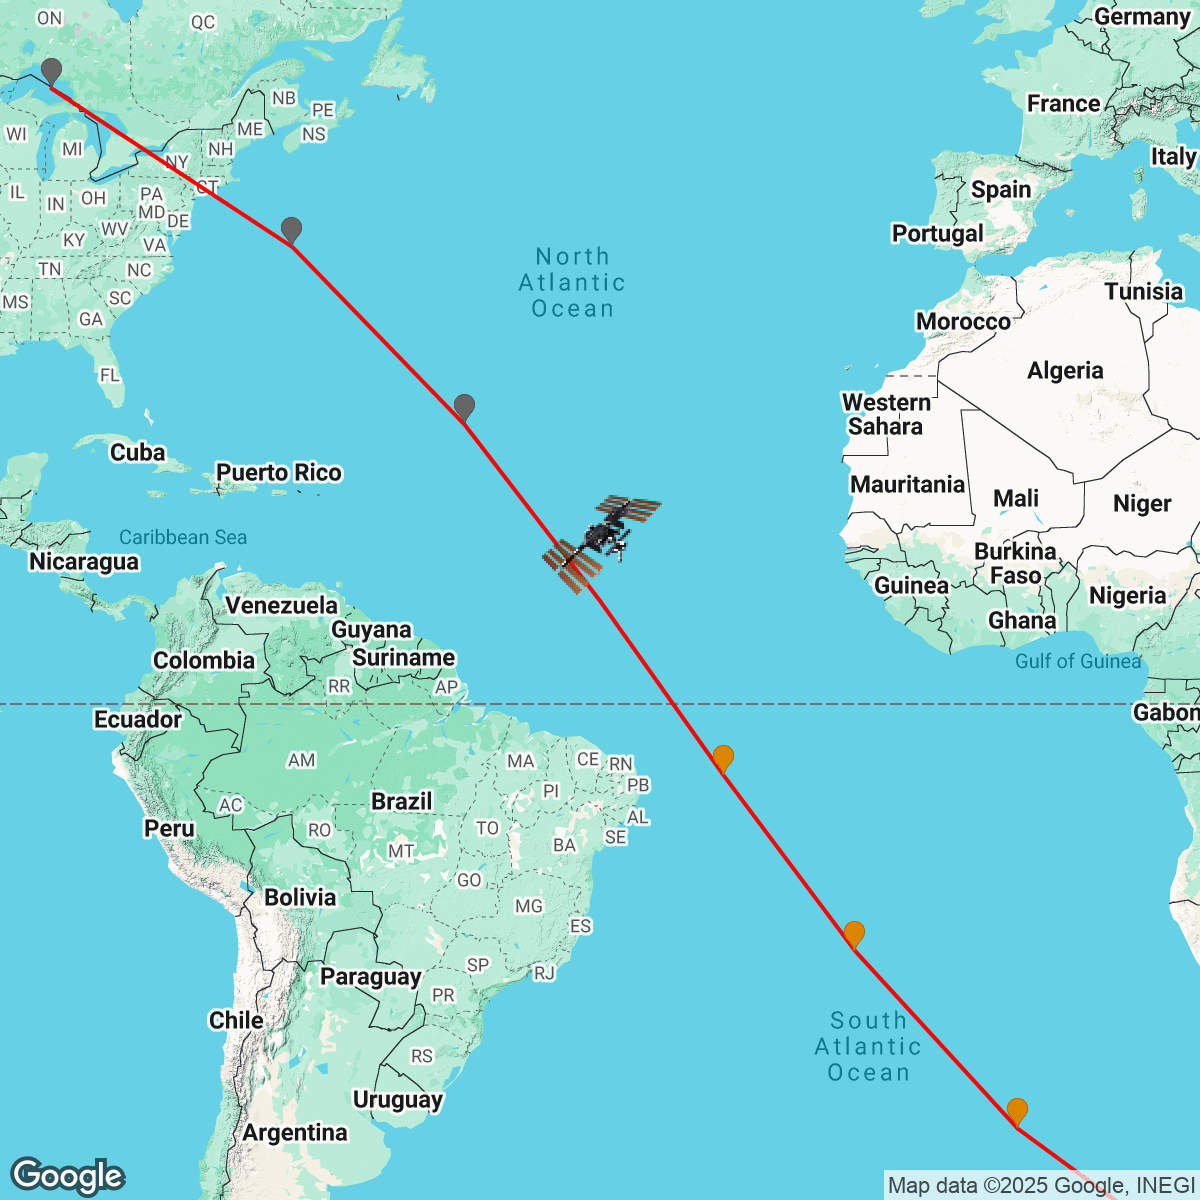 ON
QC
Germany
France
NB
PE
ME
NS
WI
MI
NH
NY
Italy
IL
IN
OH
PA
CT
Spain
MD
DE
WV
KY
VA
Portugal
TN
NC
North
Atlantic
Ocean
MS
SC
GA
Tunisia
Morocco
FL
Algeria
Western
Sahara
Cuba
Puerto Rico
Mauritania
Mali
Niger
Caribbean Sea
Nicaragua
Burkina
Faso
Guinea
Nigeria
Venezuela
Ghana
Guyana
Suriname
Colombia
Gulf of Guinea
RR
AP
Ecuador
Gabon
AM
MA
CE
RN
PB
PI
AC
Brazil
AL
Peru
RO
TO
SE
MT
BA
GO
Bolivia
MG
ES
SP
RJ
Paraguay
PR
Chile
South
Atlantic
Ocean
RS
Uruguay
Argentina
Google
Map data ©2025 Google, INEGI